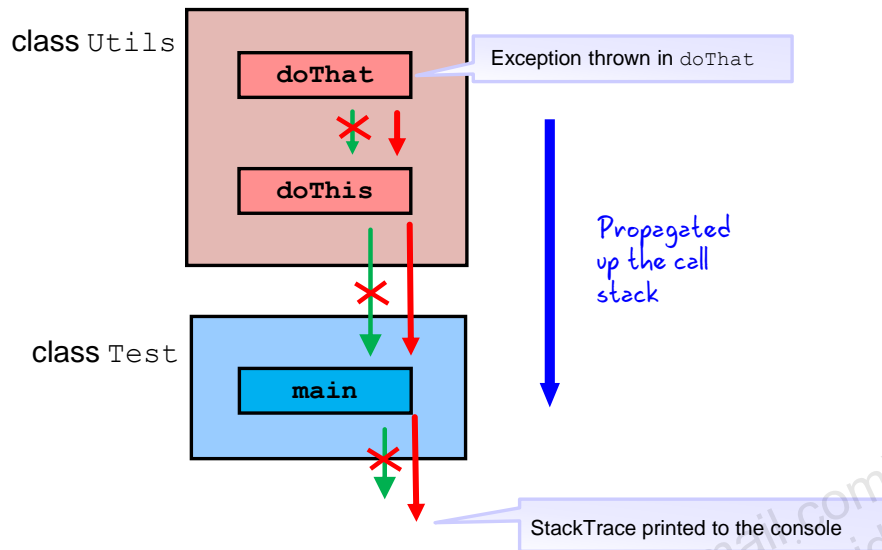 class Utils
doThat
Exception thrown in doThat
doThis
Propagated
up the call
stack
class Test
main
StackTrace printed to the console